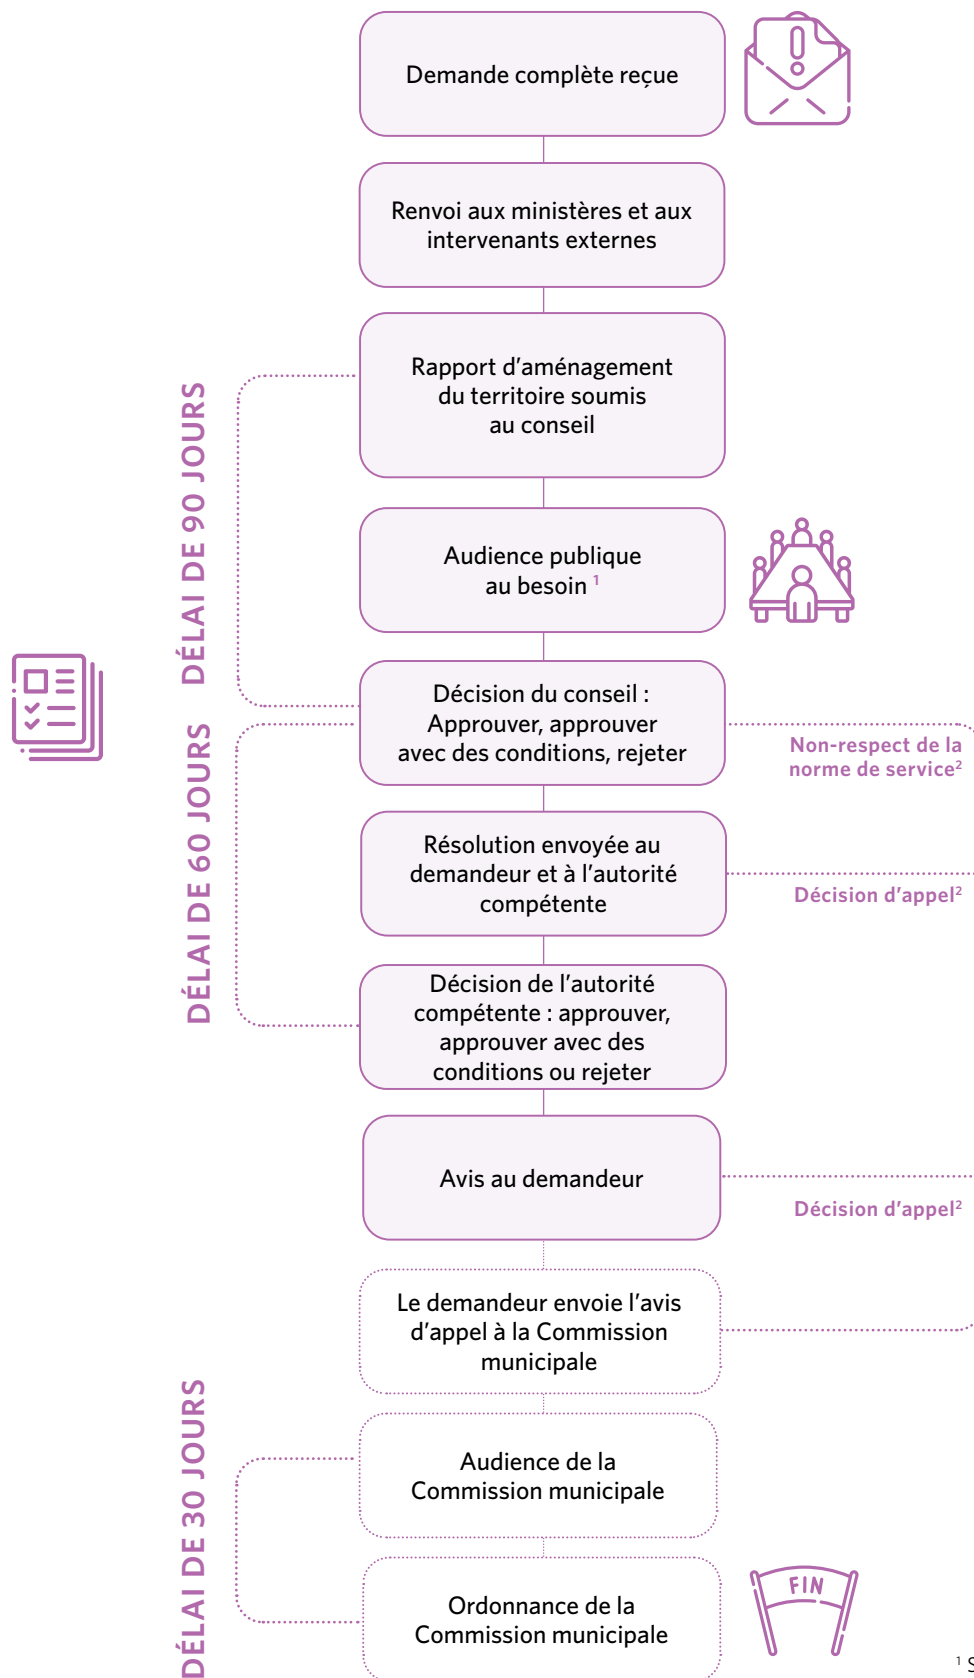 Demande complète reçue
Renvoi aux ministères et aux
intervenants externes
DÉLAI DE 90 JOURS
Rapport d’aménagement
du territoire soumis
au conseil
Audience publique
au besoin ¹
Décision du conseil :
Approuver, approuver
avec des conditions, rejeter
Non-respect de la
norme de service²
DÉLAI DE 60 JOURS
Résolution envoyée au
demandeur et à l’autorité
compétente
Décision d’appel²
Décision de l’autorité
compétente : approuver,
approuver avec des
conditions ou rejeter
Avis au demandeur
Décision d’appel²
Le demandeur envoie l’avis
d’appel à la Commission
municipale
DÉLAI DE 30 JOURS
Audience de la
Commission municipale
Ordonnance de la
Commission municipale
FIN
¹ S